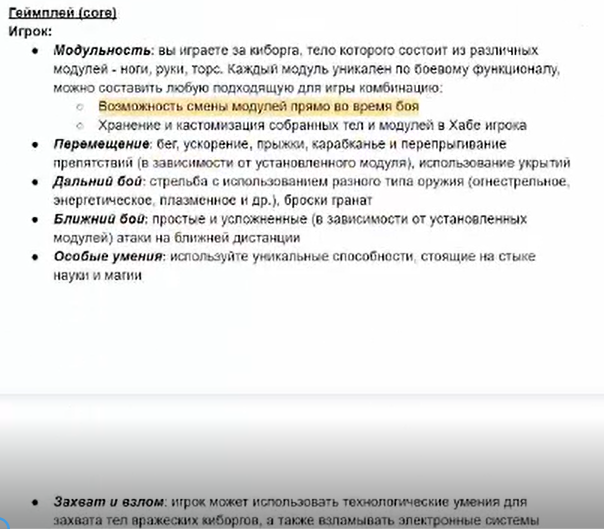 Геймплей (core)
Игрок:
● Модульность: вы играете за киборга, тело которого состоит из различных
модулей - ноги, руки, торс. Каждый модуль уникален по боевому функционалу,
можно составить любую подходящую для игры комбинацию:
○ Возможность смены модулей прямо во время боя
○ Хранение и кастомизация собранных тел и модулей в Хабе игрока
● Перемещение: бег, ускорение, прыжки, карабканье и перепрыгивание
препятствий (в зависимости от установленного модуля), использование укрытий
● Дальний бой: стрельба с использованием разного типа оружия (огнестрельное,
энергетическое, плазменное и др.), броски гранат
● Ближний бой: простые и усложненные (в зависимости от установленных
модулей) атаки на ближней дистанции
● Особые умения: используйте уникальные способности, стоящие на стыке
науки и магии
● Захват и взлом: игрок может использовать технологические умения для
захвата тел вражеских киборгов, а также взламывать электронные системы